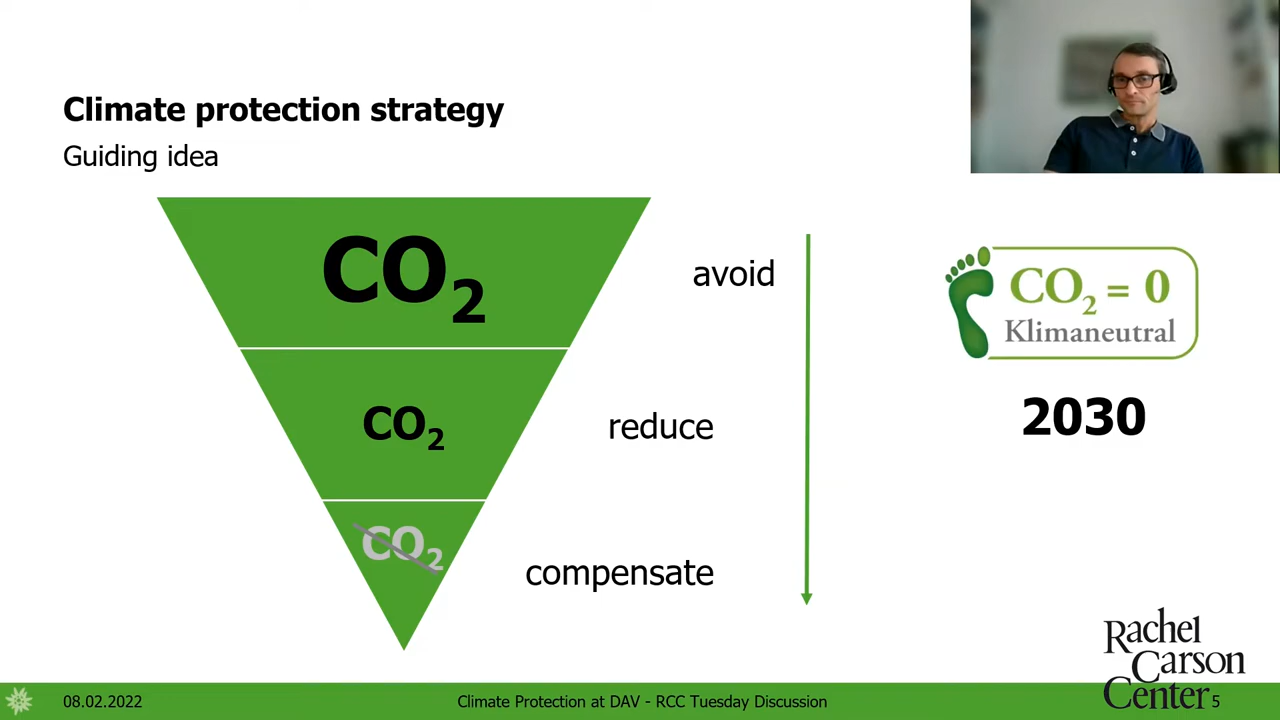 Climate protection strategy
Guiding idea
CO₂
avoid
CO₂ = 0
Klimaneutral
2030
CO₂
reduce
CO₂
compensate
Rachel
Carson
Center
08.02.2022
Climate Protection at DAV - RCC Tuesday Discussion
5